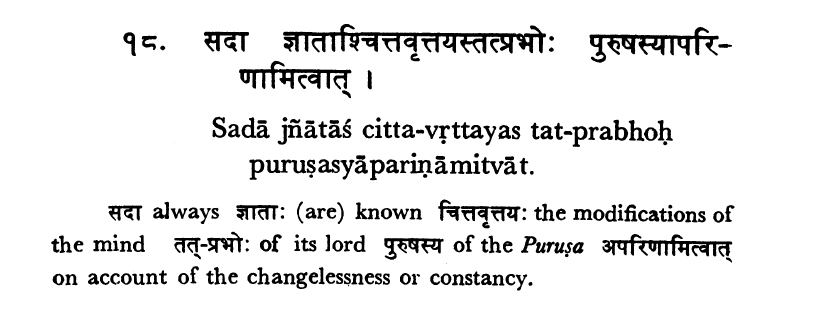 १८. सदा ज्ञाताश्चित्तवृत्तयस्तत्प्रभोः पुरुषस्यापरि-
णामित्वात् ।
Sadā jñātāś citta-vṛttayas tat-prabhoḥ
puruṣasyāpariṇāmitvāt.
सदा always ज्ञाताः (are) known चित्तवृत्तयः the modifications of
the mind तत्-प्रभोः of its lord पुरुषस्य of the Puruṣa अपरिणामित्वात्
on account of the changelessness or constancy.